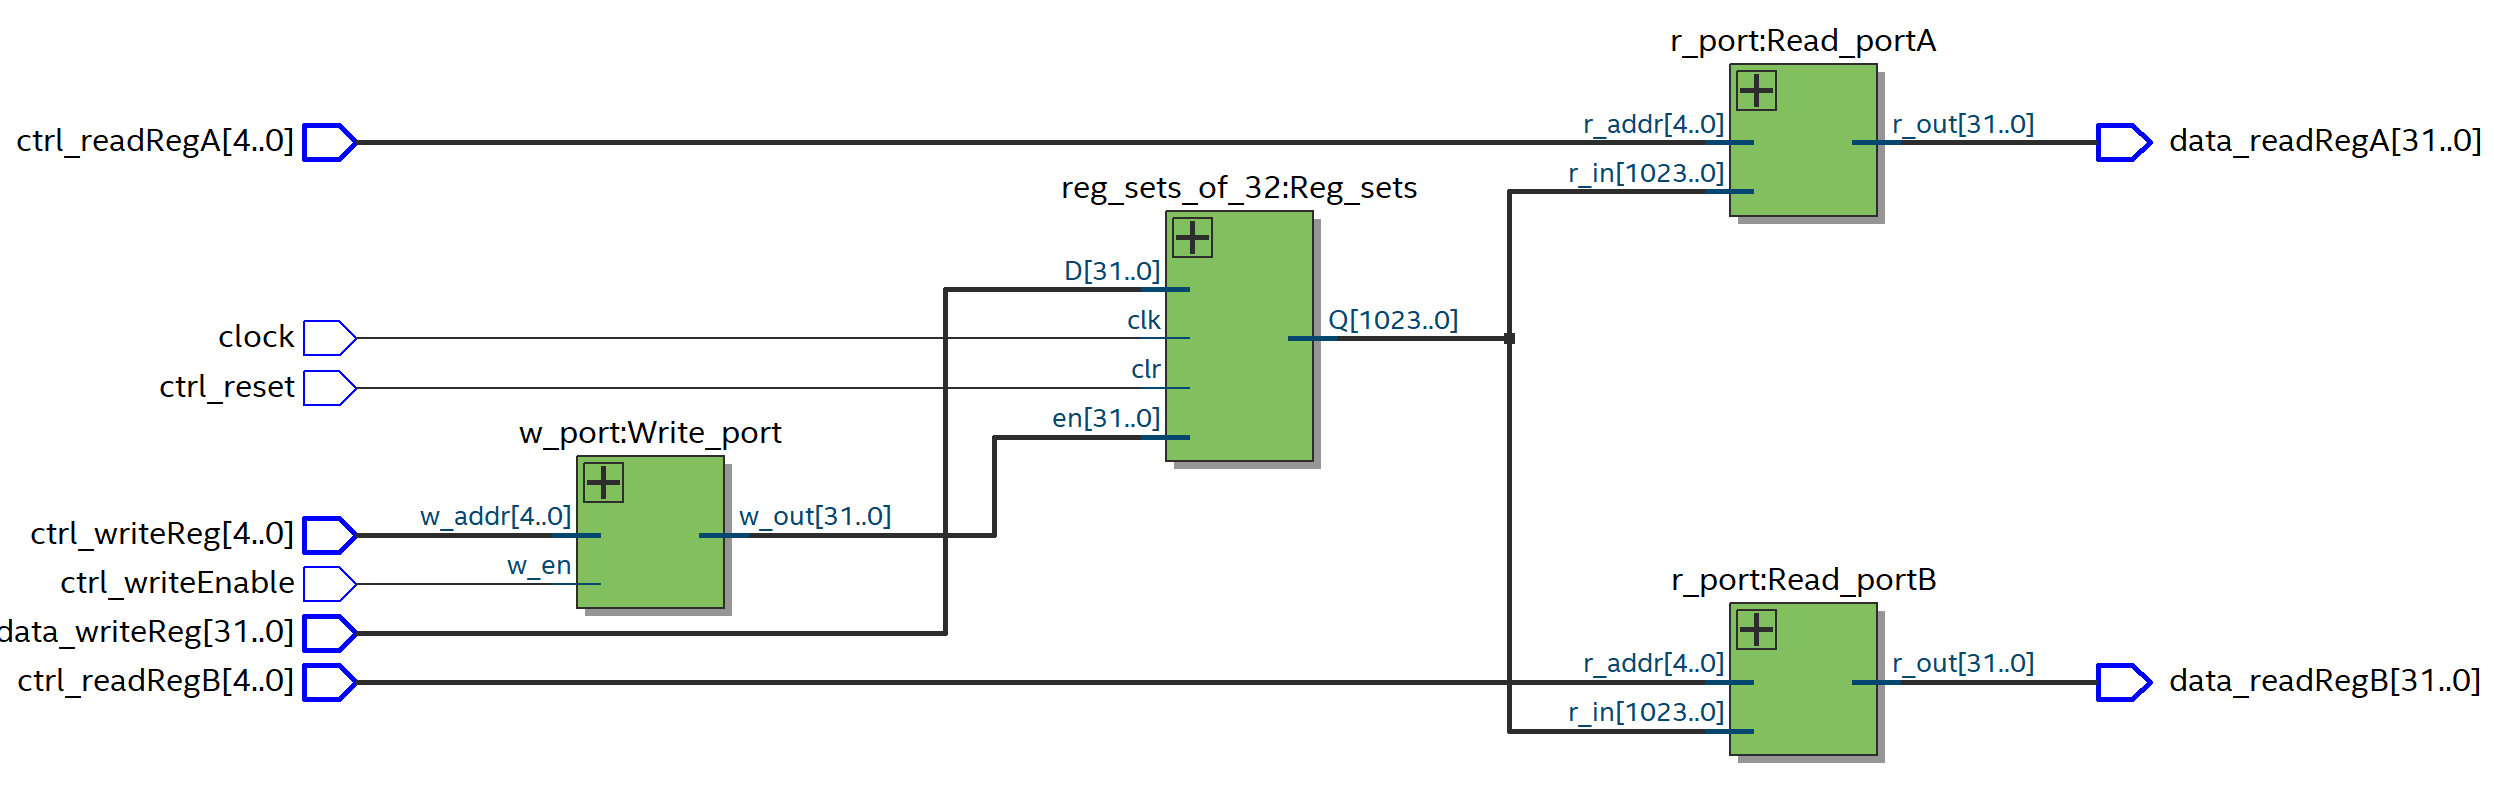 r_port:Read_portA
ctrl_readRegA[4..0]
r_addr[4..0]
r_in[1023..0]
r_out[31..0]
data_readRegA[31..0]
reg_sets_of_32:Reg_sets
D[31..0]
clock
clk
Q[1023..0]
ctrl_reset
clr
en[31..0]
w_port:Write_port
ctrl_writeReg[4..0]
w_addr[4..0]
w_out[31..0]
ctrl_writeEnable
w_en
data_writeReg[31..0]
r_port:Read_portB
ctrl_readRegB[4..0]
r_addr[4..0]
r_in[1023..0]
r_out[31..0]
data_readRegB[31..0]